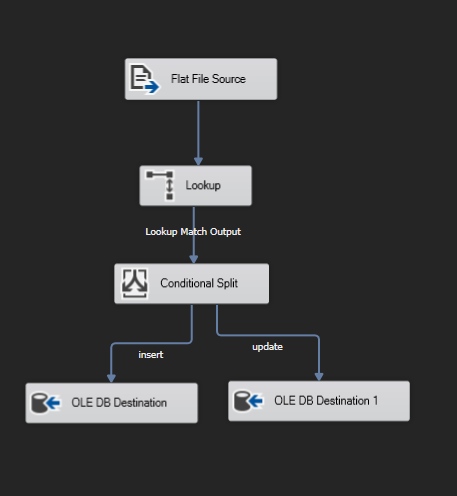 Flat File Source
Lookup
Lookup Match Output
Conditional Split
insert
update
OLE DB Destination
OLE DB Destination 1